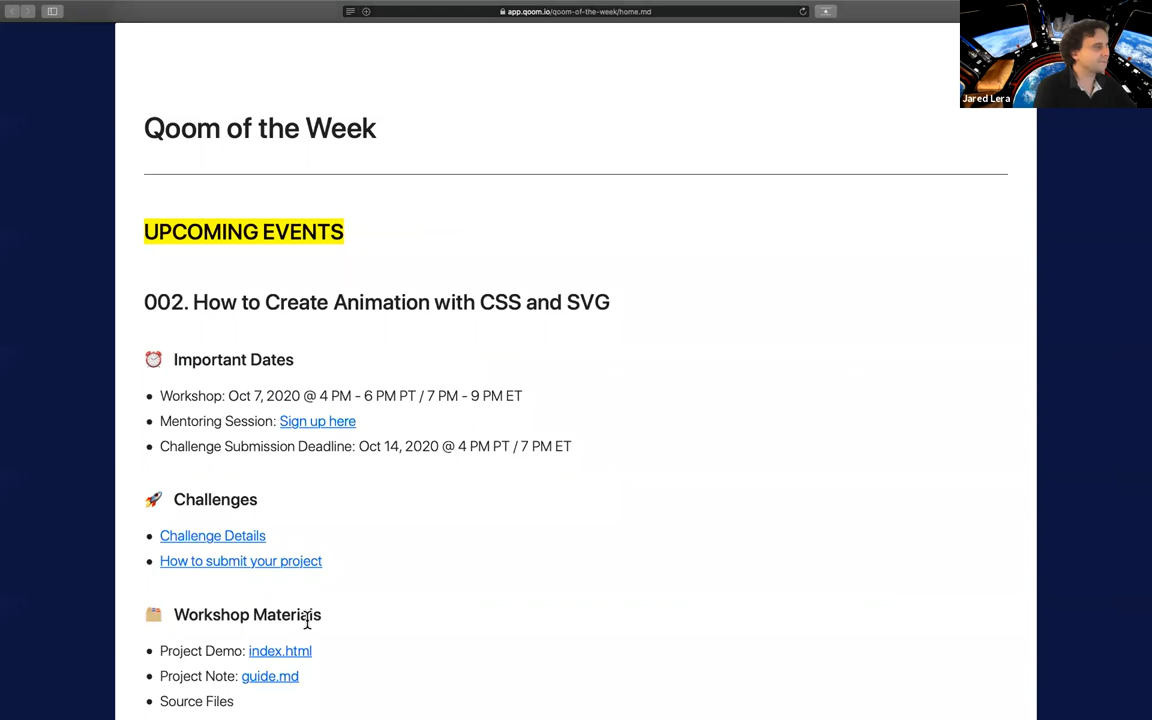 app.qoom.io/qoom-of-the-week/home.md
Jared Lera
Qoom of the Week
UPCOMING EVENTS
002. How to Create Animation with CSS and SVG
Important Dates
Workshop: Oct 7, 2020 @ 4 PM - 6 PM PT / 7 PM - 9 PM ET
Mentoring Session: Sign up here
Challenge Submission Deadline: Oct 14, 2020 @ 4 PM PT / 7 PM ET
Challenges
Challenge Details
How to submit your project
Workshop Materials
Project Demo: index.html
Project Note: guide.md
Source Files